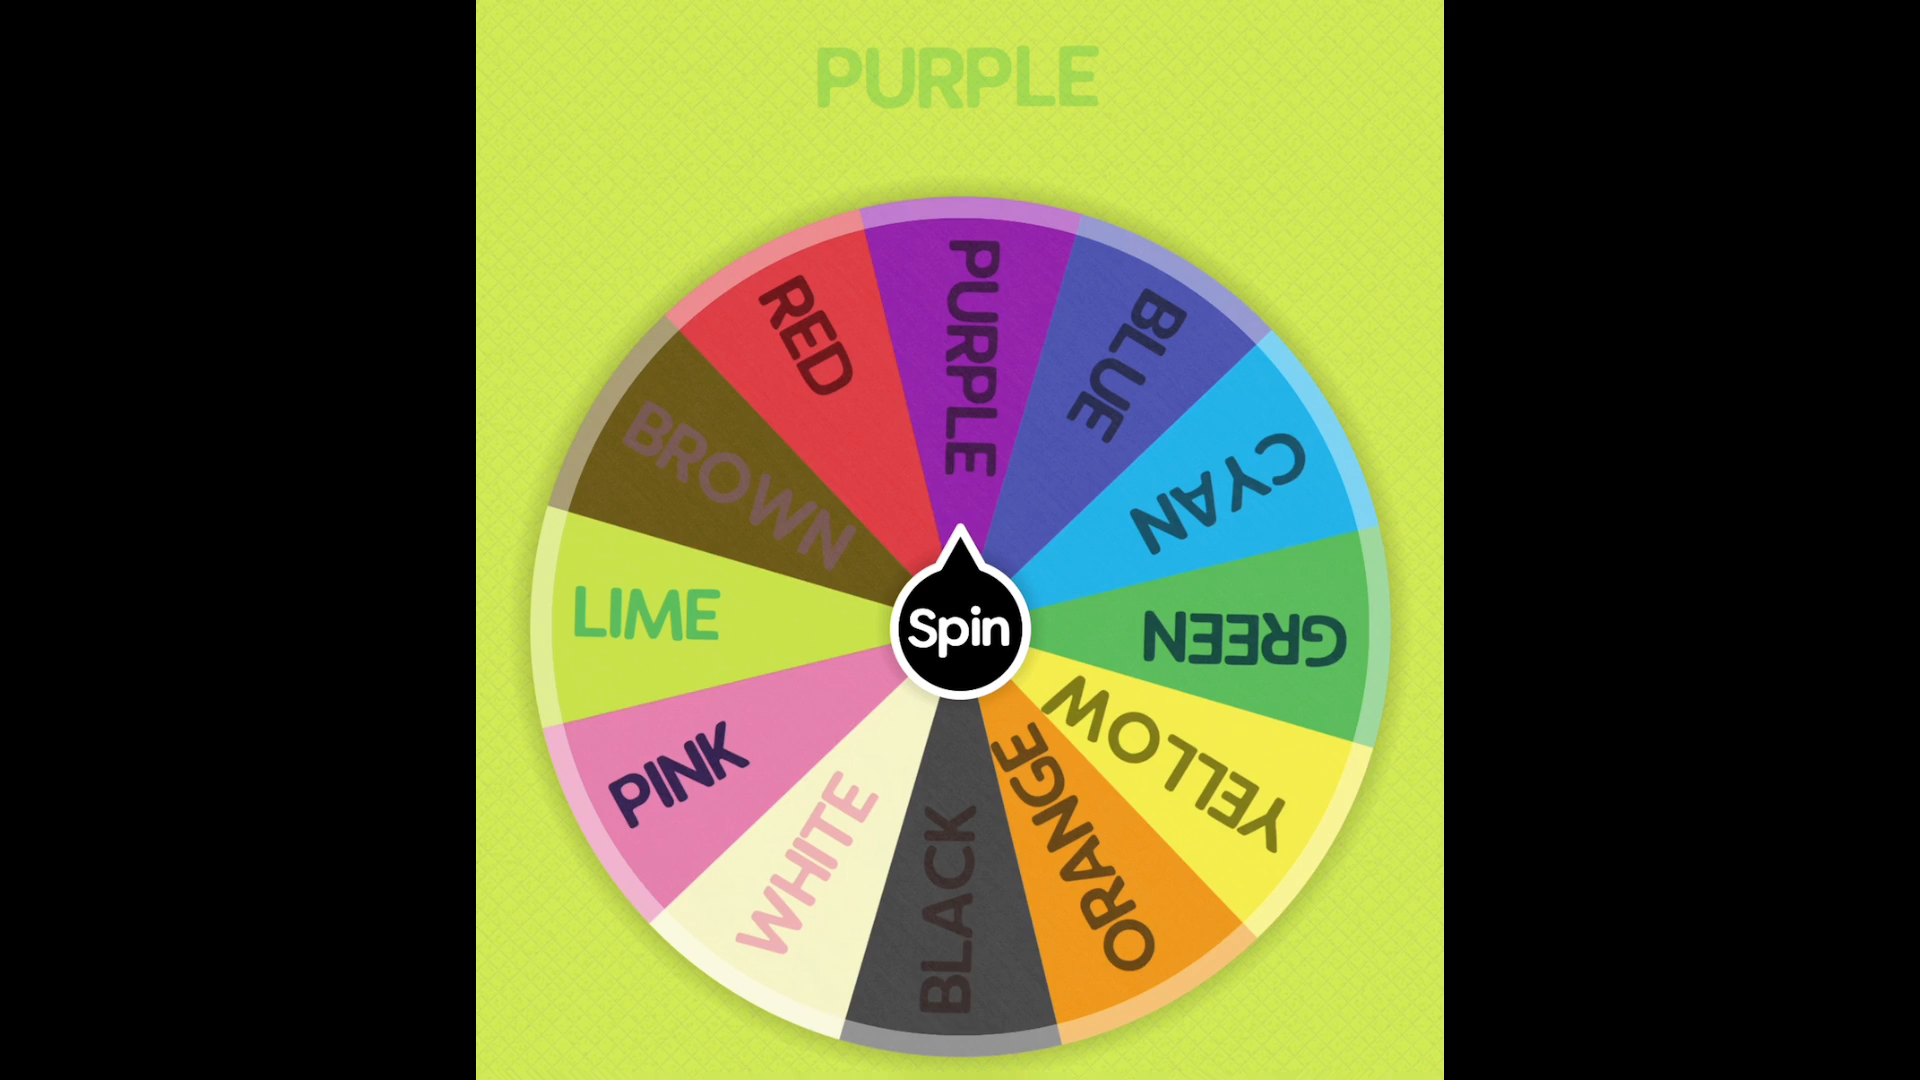 PURPLE
PURPLE
BLUE
CYAN
GREEN
YELLOW
ORANGE
BLACK
WHITE
PINK
LIME
BROWN
RED
Spin